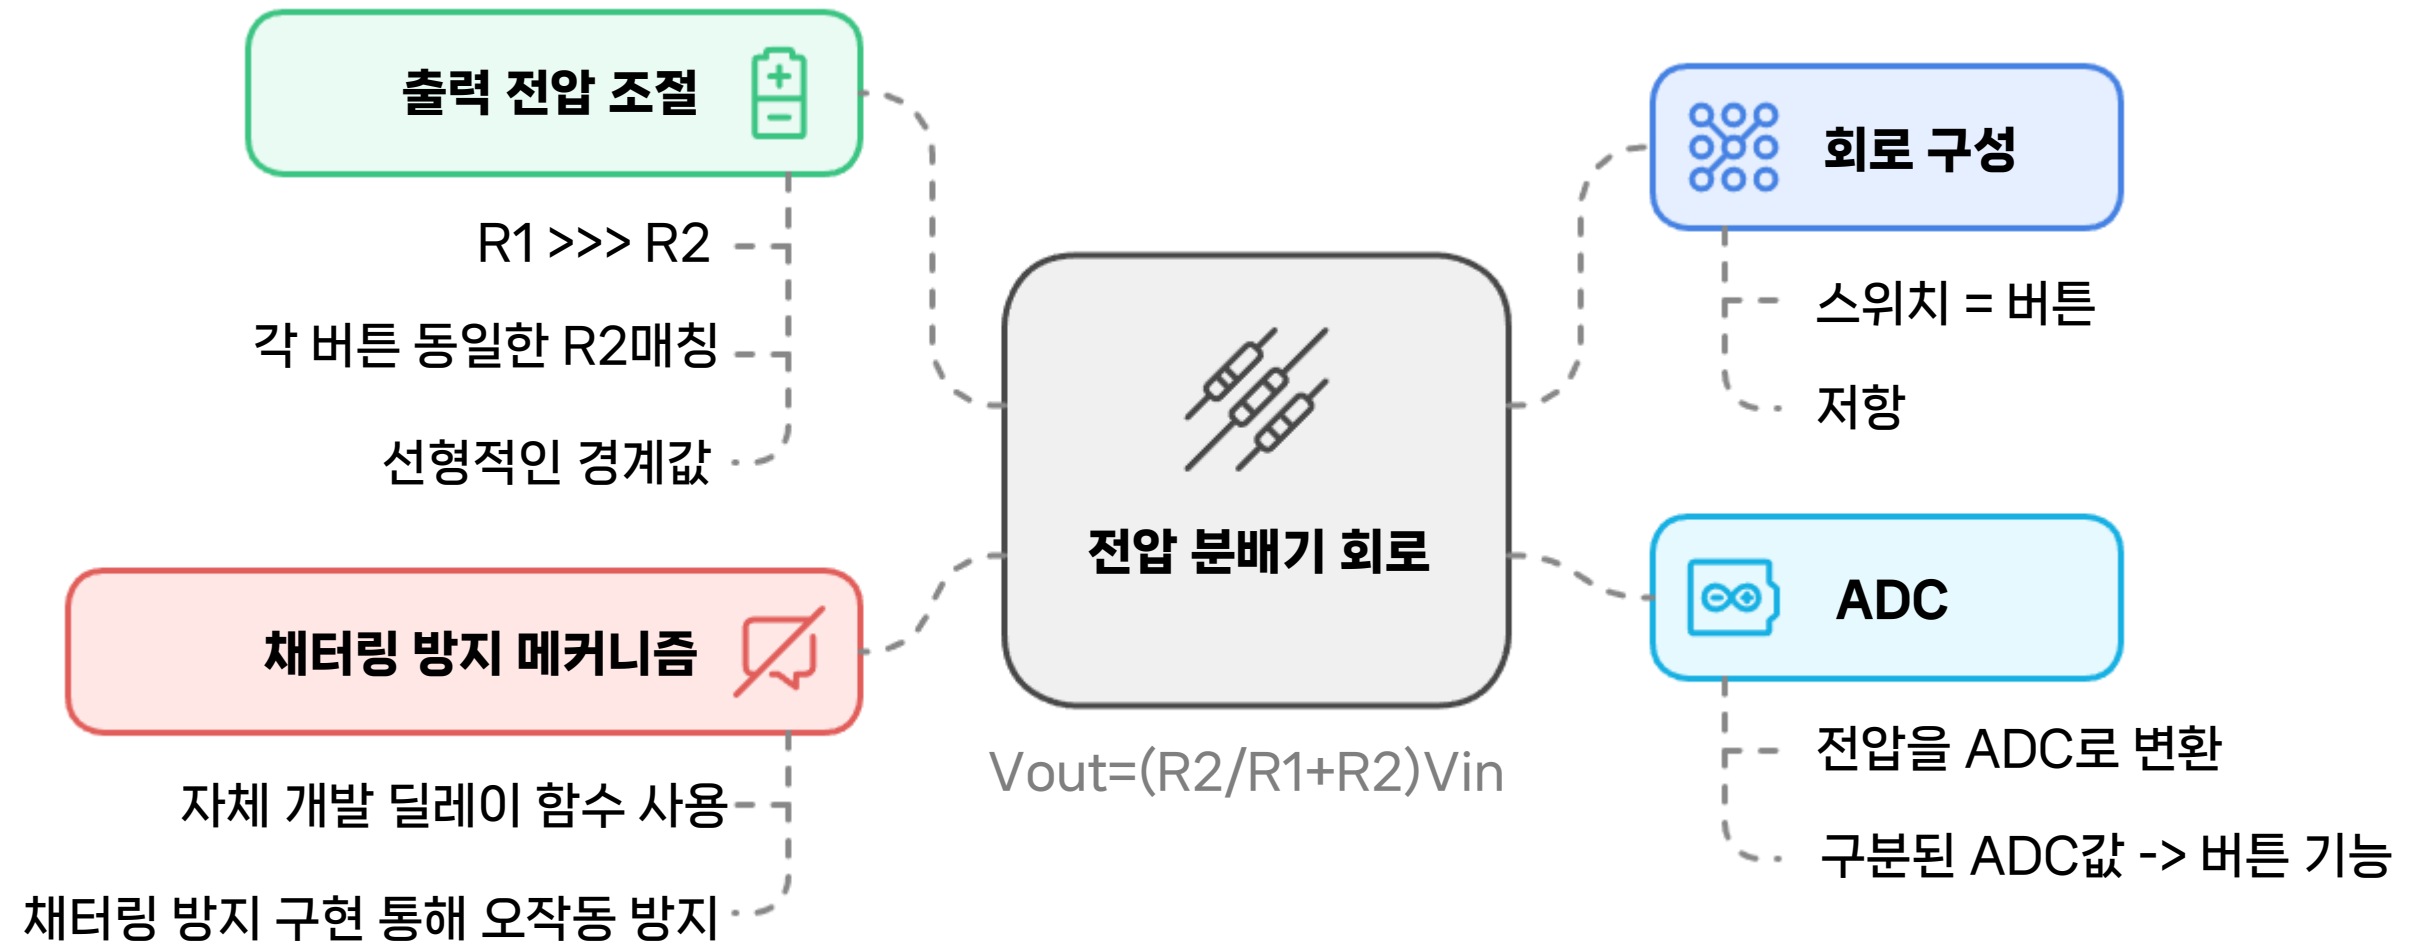 출력 전압 조절
R1 >>> R2
각 버튼 동일한 R2매칭
선형적인 경계값
채터링 방지 메커니즘
자체 개발 딜레이 함수 사용
채터링 방지 구현 통해 오작동 방지
전압 분배기 회로
Vout=(R2/R1+R2)Vin
회로 구성
스위치 = 버튼
저항
ADC
전압을 ADC로 변환
구분된 ADC값 -> 버튼 기능